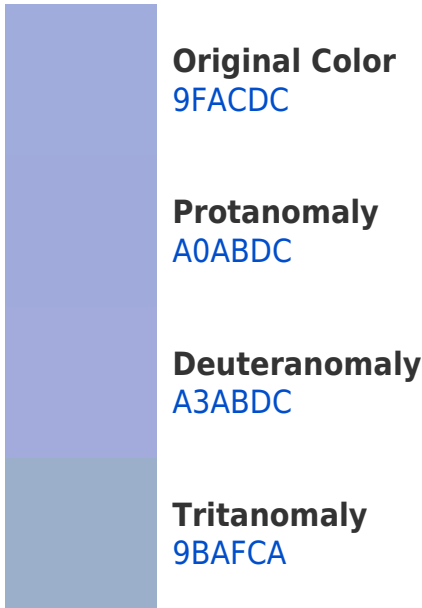 Original Color
9FACDC
Protanomaly
A0ABDC
Deuteranomaly
A3ABDC
Tritanomaly
9BAFCA